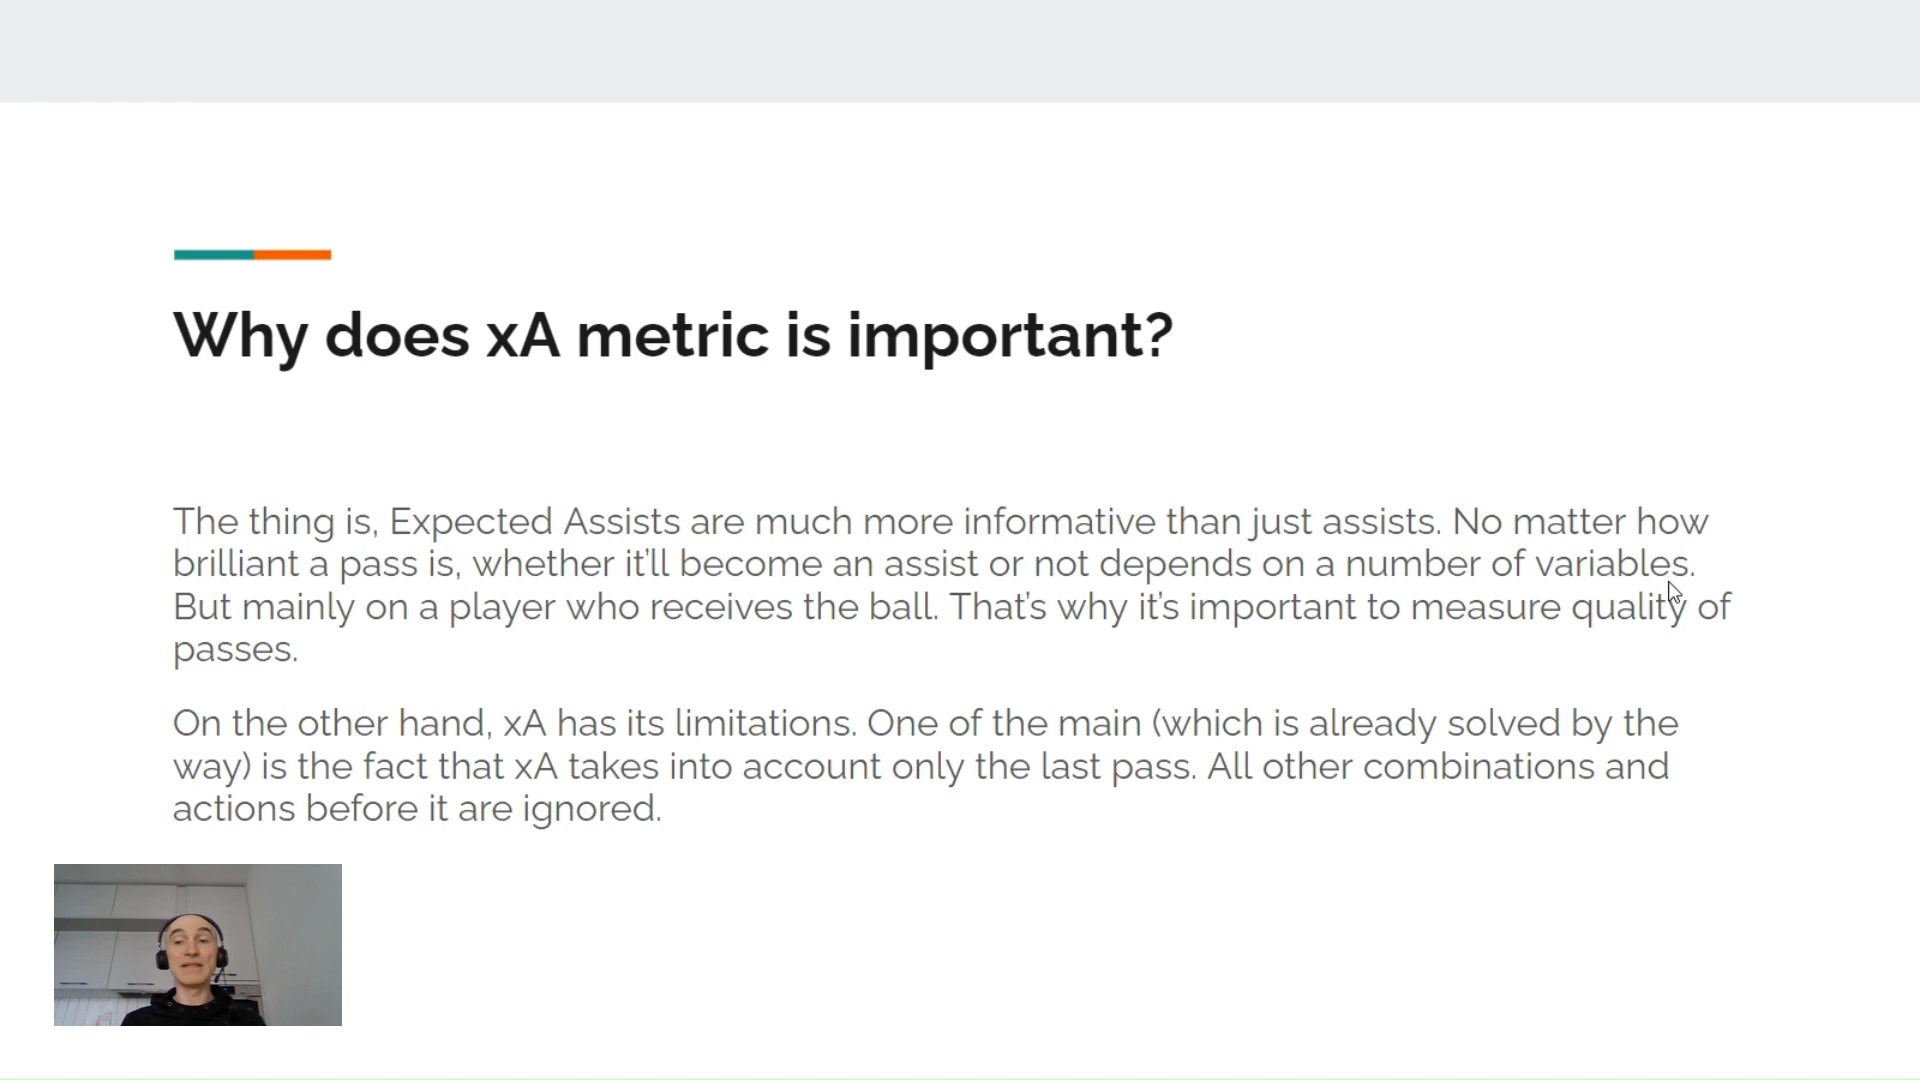 Why does xA metric is important?
The thing is, Expected Assists are much more informative than just assists. No matter how
brilliant a pass is, whether it’ll become an assist or not depends on a number of variables.
But mainly on a player who receives the ball. That’s why it’s important to measure quality of
passes.
On the other hand, xA has its limitations. One of the main (which is already solved by the
way) is the fact that xA takes into account only the last pass. All other combinations and
actions before it are ignored.